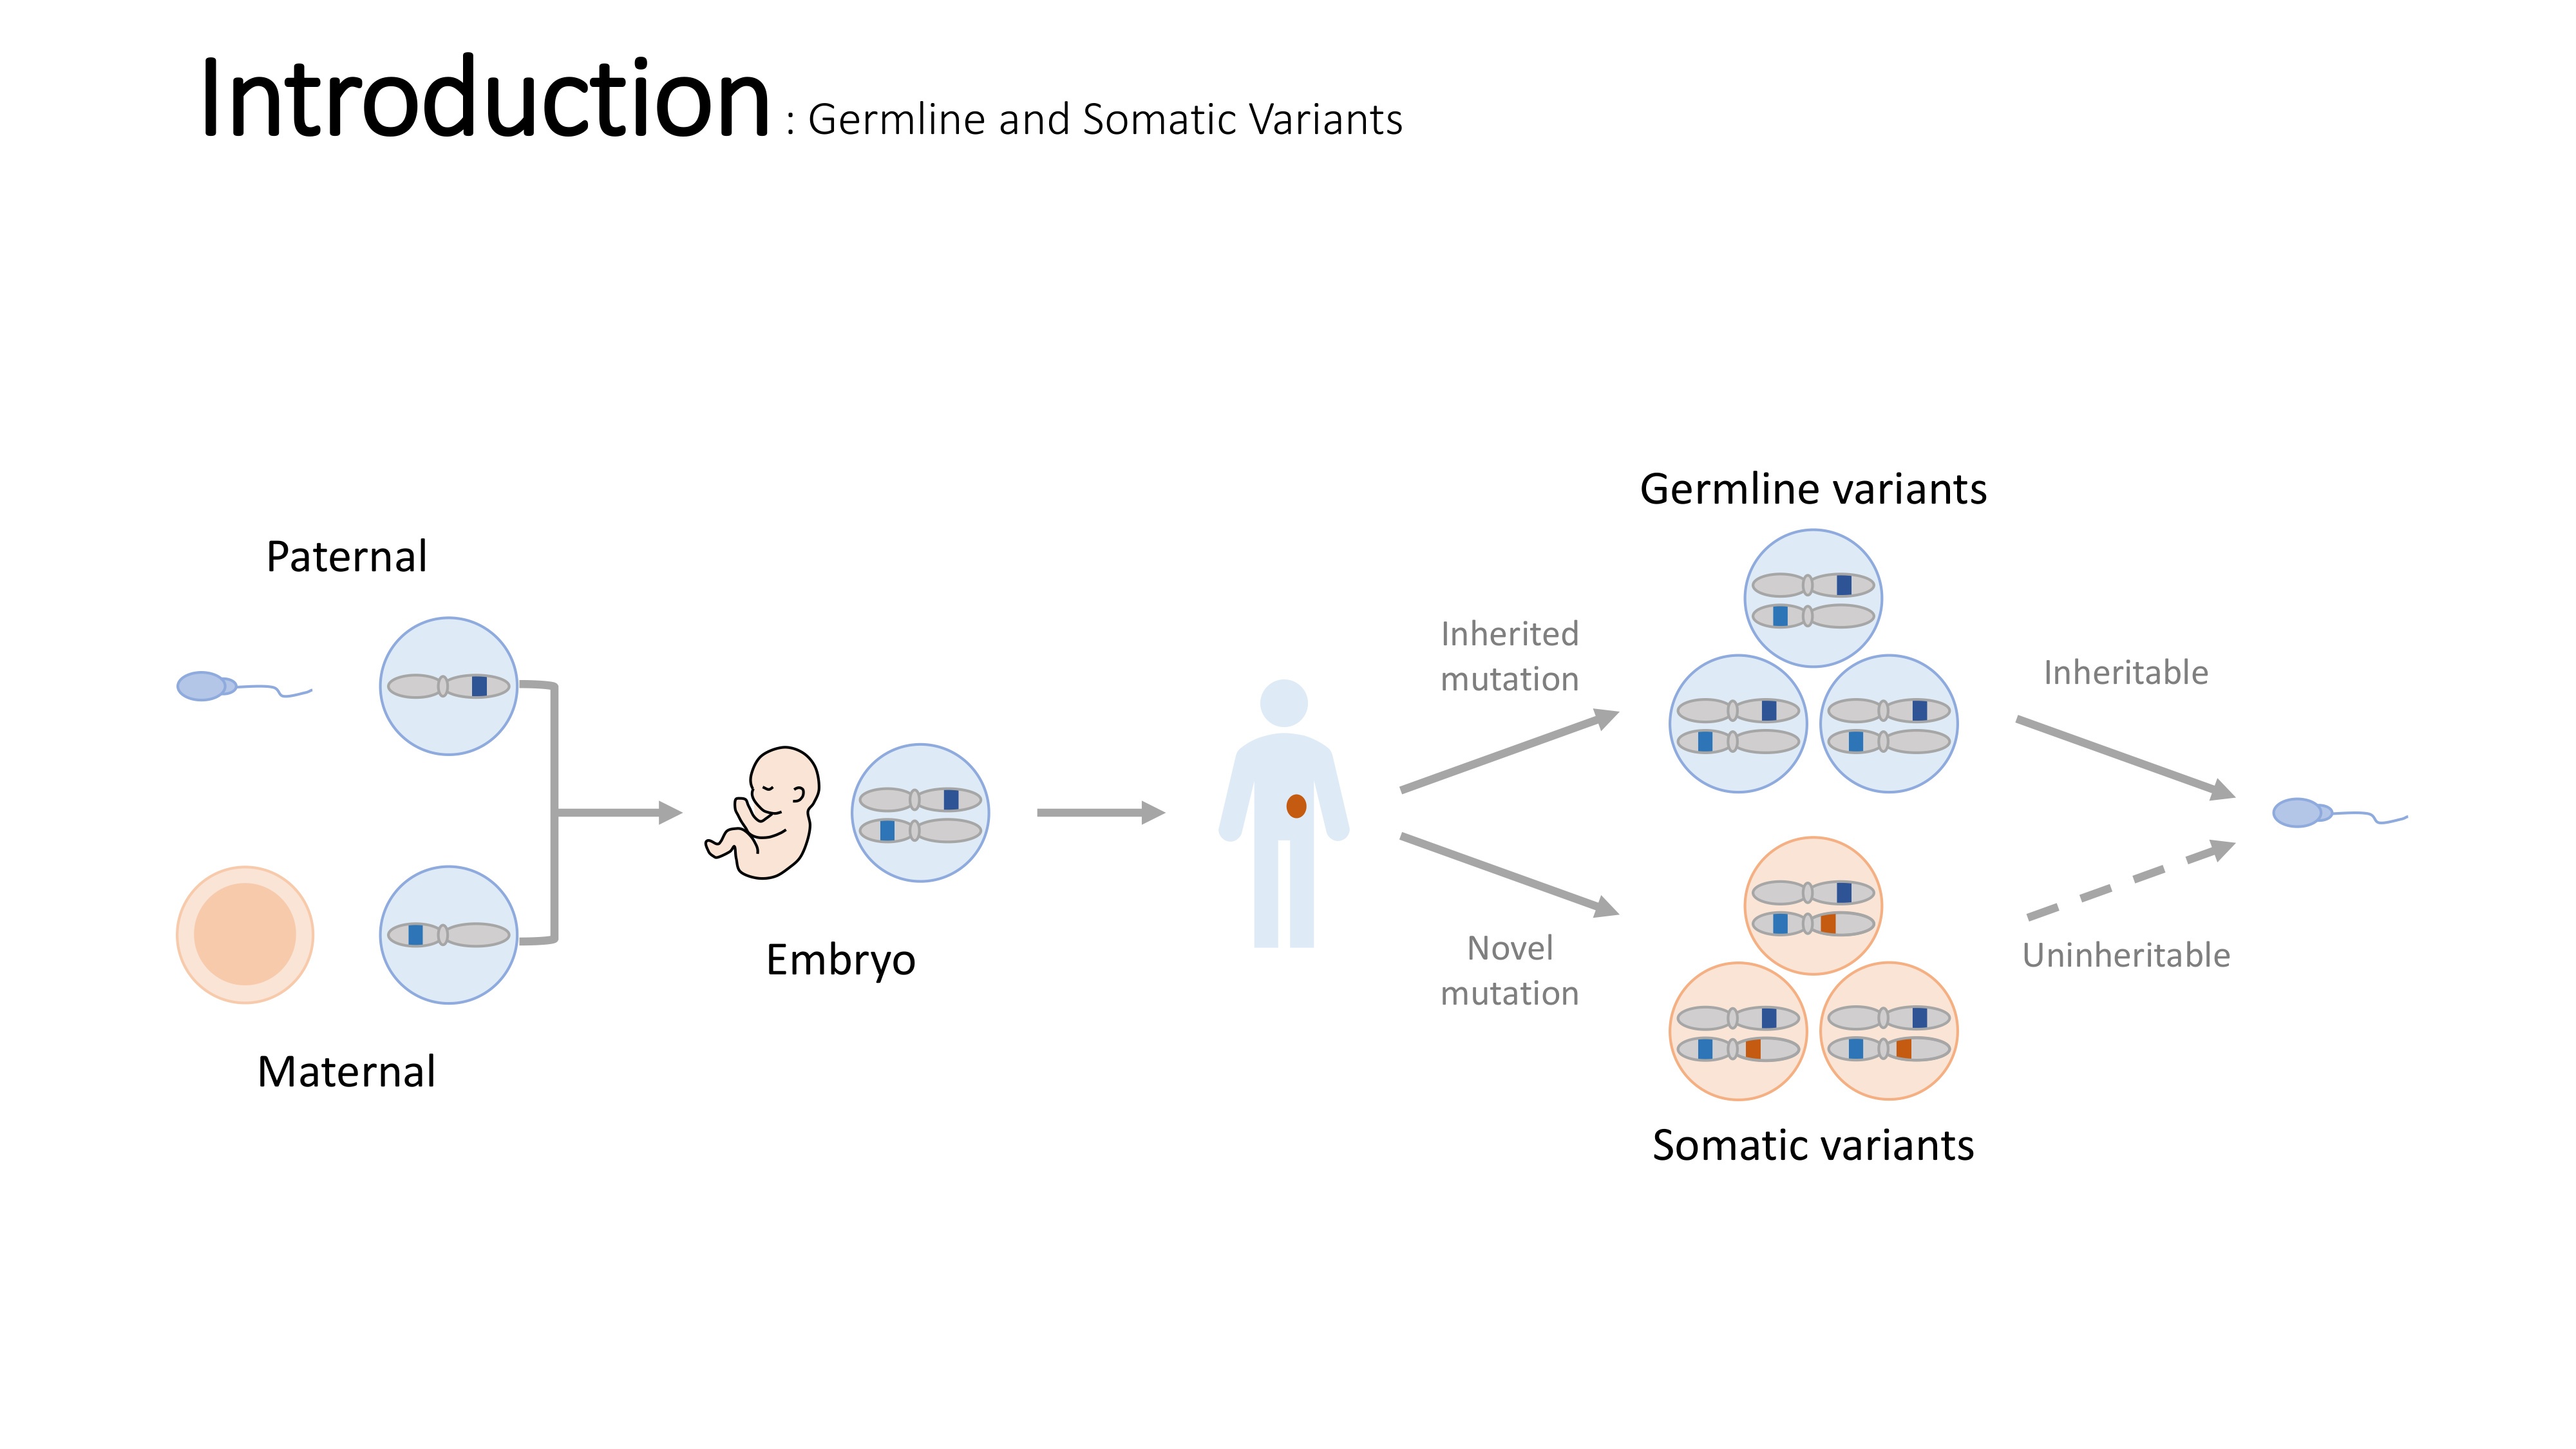 Introduction : Germline and Somatic Variants
Germline variants
Paternal
Inherited
mutation
Inheritable
Embryo
Novel
mutation
Uninheritable
Maternal
Somatic variants